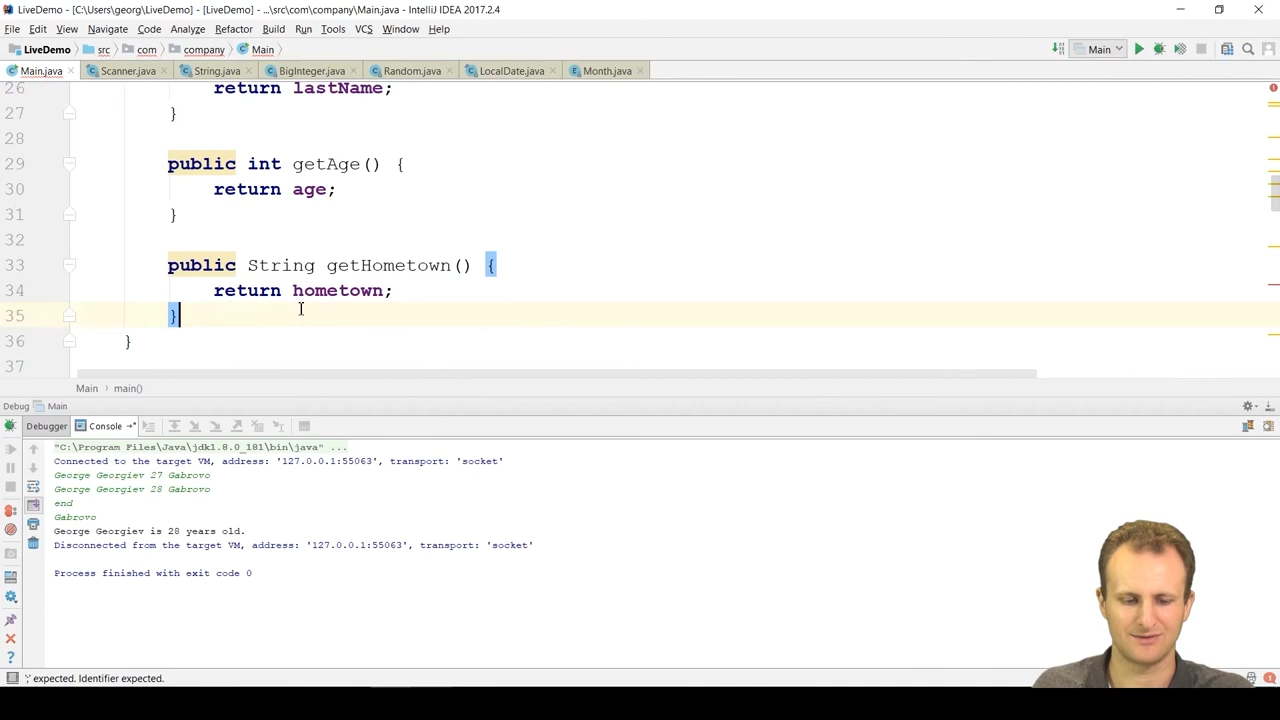 LiveDemo - [C:\Users\georg\LiveDemo] - [LiveDemo] - ...\src\com\company\Main.java - IntelliJ IDEA 2017.2.4
File Edit View Navigate Code Analyze Refactor Build Run Tools VCS Window Help
LiveDemo src com company Main Main
Main.java Scanner.java String.java BigInteger.java Random.java LocalDate.java Month.java
26 return lastName;
27 }
28
29 public int getAge() {
30 return age;
31 }
32
33 public String getHometown() {
34 return hometown;
35 }
36 }
37
Main › main()
Debug Main
Debugger Console
"C:\Program Files\Java\jdk1.8.0_181\bin\java" ...
Connected to the target VM, address: '127.0.0.1:55063', transport: 'socket'
George Georgiev 27 Gabrovo
George Georgiev 28 Gabrovo
end
Gabrovo
George Georgiev is 28 years old.
Disconnected from the target VM, address: '127.0.0.1:55063', transport: 'socket'
Process finished with exit code 0
';' expected. Identifier expected.